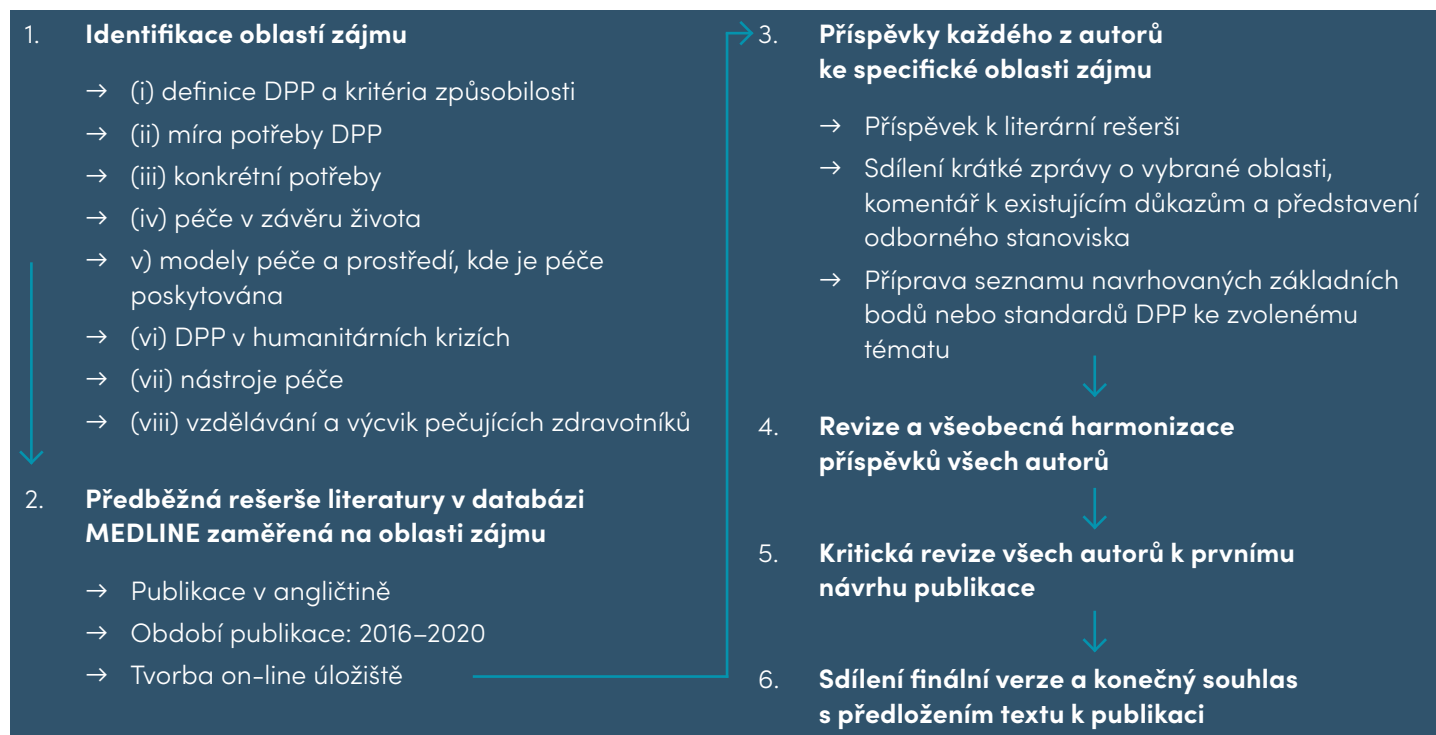 1. Identifikace oblastí zájmu
→ (i) definice DPP a kritéria způsobilosti
→ (ii) míra potřeby DPP
→ (iii) konkrétní potřeby
→ (iv) péče v závěru života
→ v) modely péče a prostředí, kde je péče
poskytována
→ (vi) DPP v humanitárních krizích
→ (vii) nástroje péče
→ (viii) vzdělávání a výcvik pečujících zdravotníků
2. Předběžná rešerše literatury v databázi
MEDLINE zaměřená na oblasti zájmu
→ Publikace v angličtině
→ Období publikace: 2016–2020
→ Tvorba on-line úložiště
3. Příspěvky každého z autorů
ke specifické oblasti zájmu
→ Příspěvek k literární rešerši
→ Sdílení krátké zprávy o vybrané oblasti,
komentář k existujícím důkazům a představení
odborného stanoviska
→ Příprava seznamu navrhovaných základních
bodů nebo standardů DPP ke zvolenému
tématu
4. Revize a všeobecná harmonizace
příspěvků všech autorů
5. Kritická revize všech autorů k prvnímu
návrhu publikace
6. Sdílení finální verze a konečný souhlas
s předložením textu k publikaci